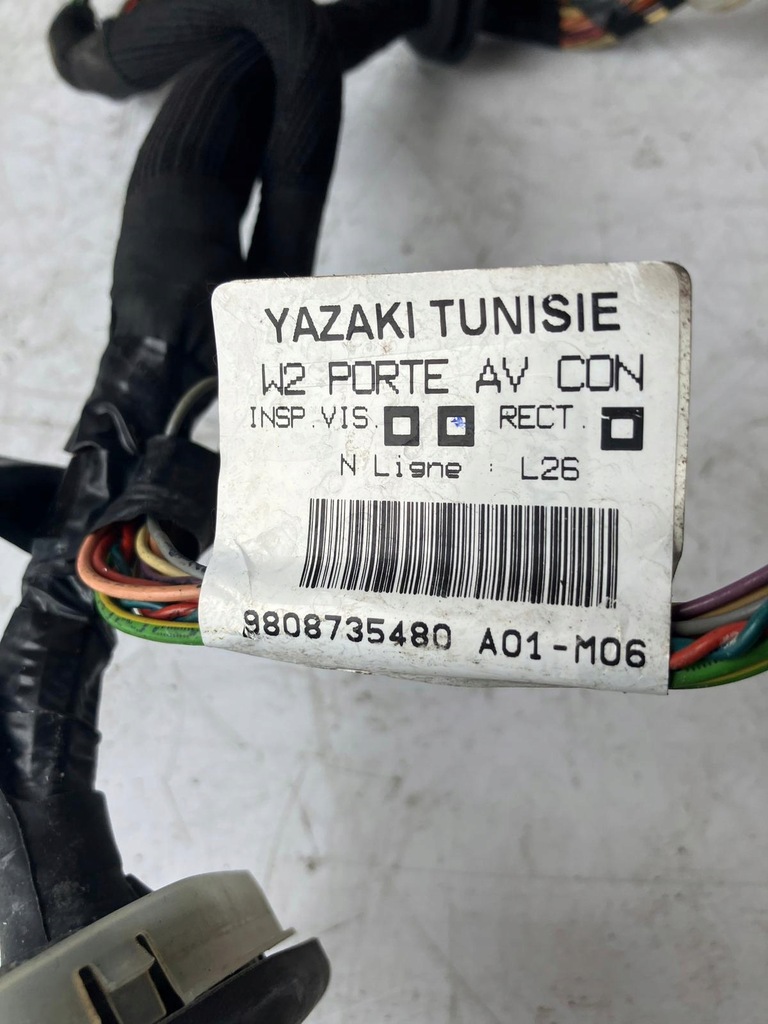 YAZAKI TUNISIE
W2 PORTE AV CON
INSP.VIS. RECT.
N Ligne : L26
9808735480 A01-M06